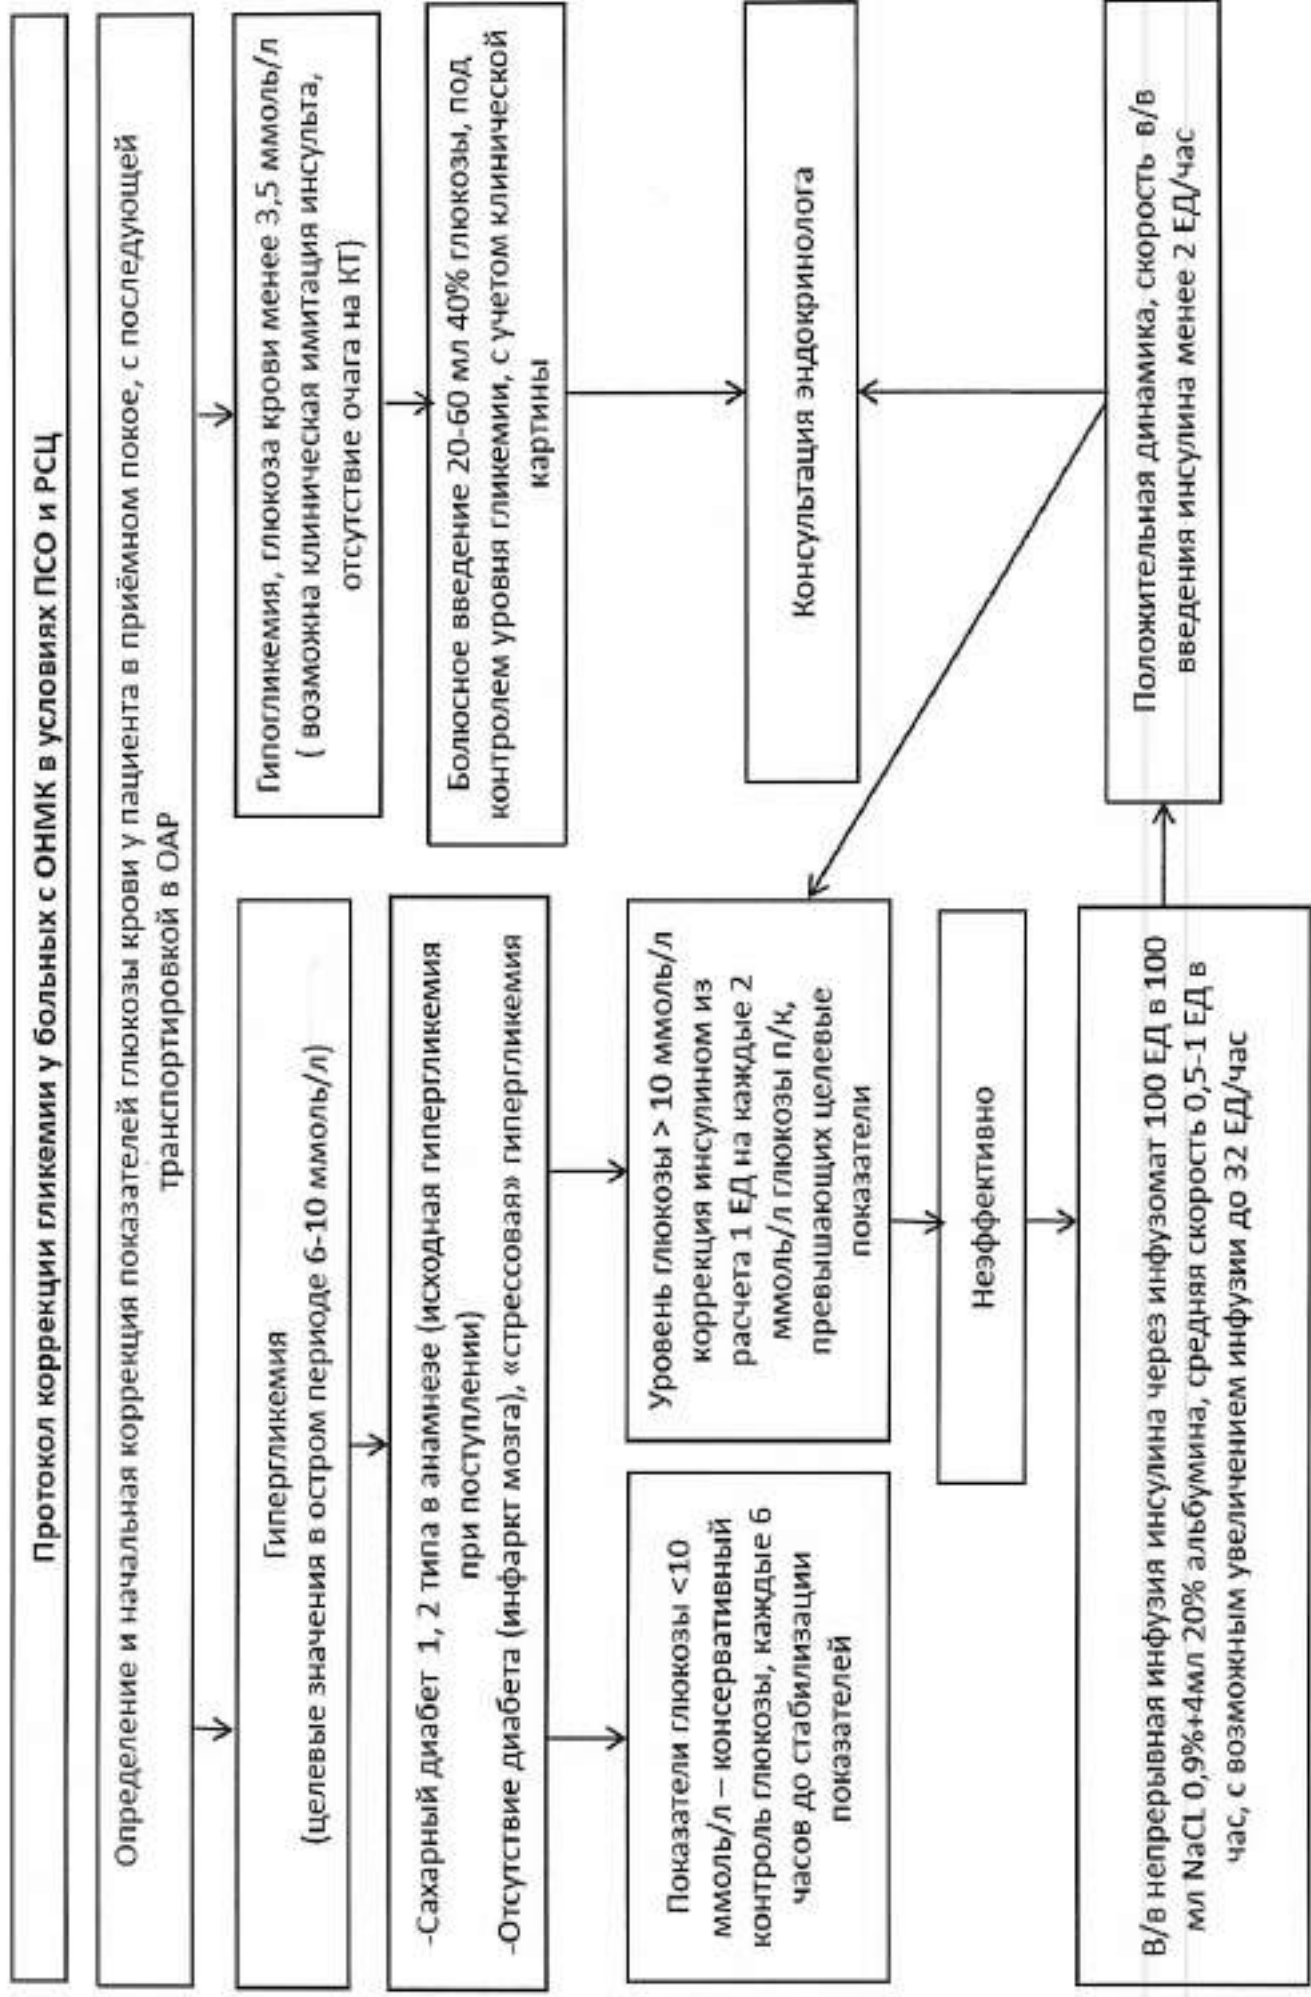 Протокол коррекции гликемии у больных с ОНМК в условиях ПСО и РСЦ
Определение и начальная коррекция показателей глюкозы крови у пациента в приёмном покое, с последующей
транспортировкой в ОАР
Гипергликемия
(целевые значения в остром периоде 6-10 ммоль/л)
Гипогликемия, глюкоза крови менее 3,5 ммоль/л
( возможна клиническая имитация инсульта,
отсутствие очага на КТ)
-Сахарный диабет 1, 2 типа в анамнезе (исходная гипергликемия
при поступлении)
-Отсутствие диабета (инфаркт мозга), «стрессовая» гипергликемия
Болюсное введение 20-60 мл 40% глюкозы, под
контролем уровня гликемии, с учетом клинической
картины
Показатели глюкозы <10
ммоль/л – консервативный
контроль глюкозы, каждые 6
часов до стабилизации
показателей
Уровень глюкозы > 10 ммоль/л
коррекция инсулином из
расчета 1 ЕД на каждые 2
ммоль/л глюкозы п/к,
превышающих целевые
показатели
Консультация эндокринолога
Неэффективно
В/в непрерывная инфузия инсулина через инфузомат 100 ЕД в 100
мл NaCl 0,9%+4мл 20% альбумина, средняя скорость 0,5-1 ЕД в
час, с возможным увеличением инфузии до 32 ЕД/час
Положительная динамика, скорость в/в
введения инсулина менее 2 ЕД/час